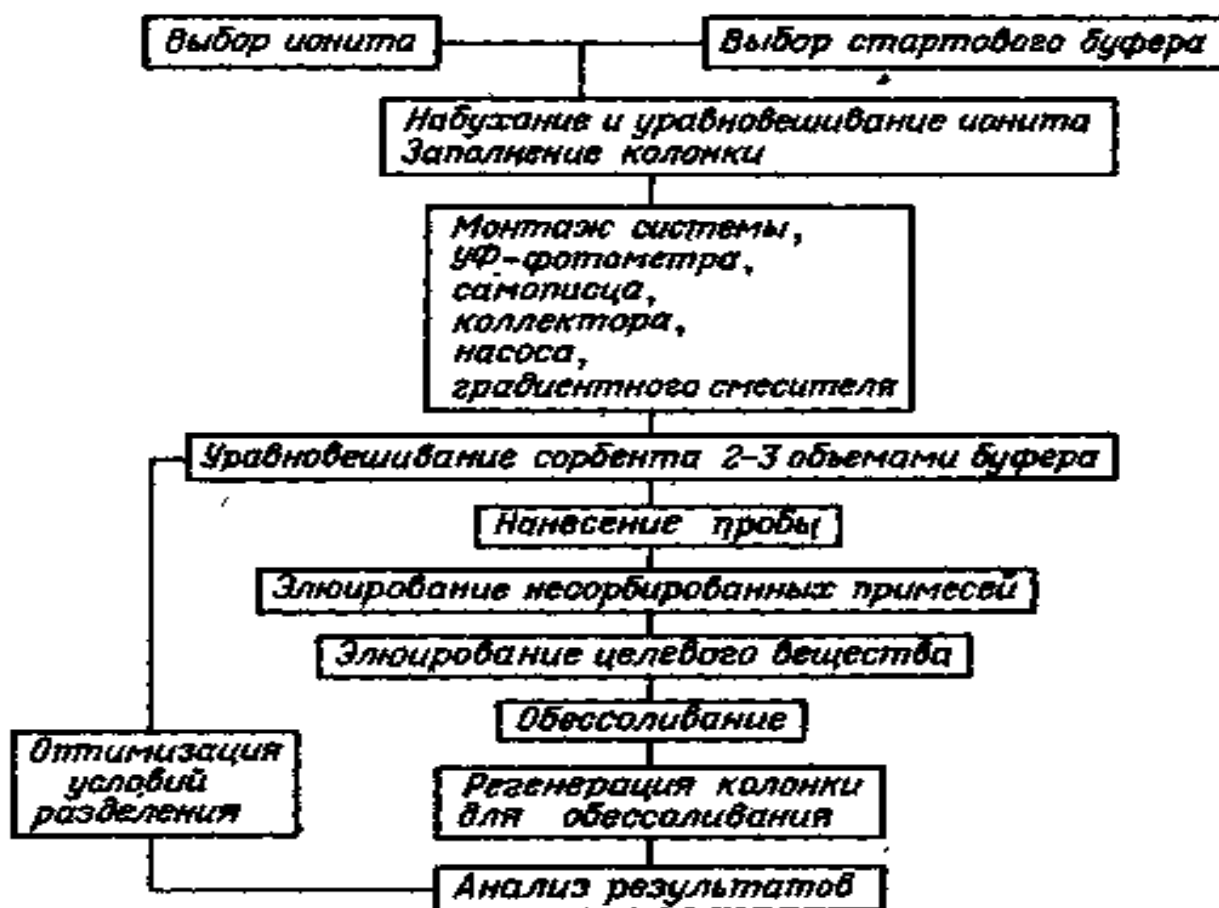 Выбор ионита
Выбор стартового буфера
Набухание и уравновешивание ионита
Заполнение колонки
Монтаж системы,
УФ-фотометра,
самописца,
коллектора,
насоса,
градиентного смесителя
Уравновешивание сорбента 2-3 объемами буфера
Нанесение пробы
Элюирование несорбированных примесей
Элюирование целевого вещества
Обессоливание
Оптимизация
условий
разделения
Регенерация колонки
для обессоливания
Анализ результатов